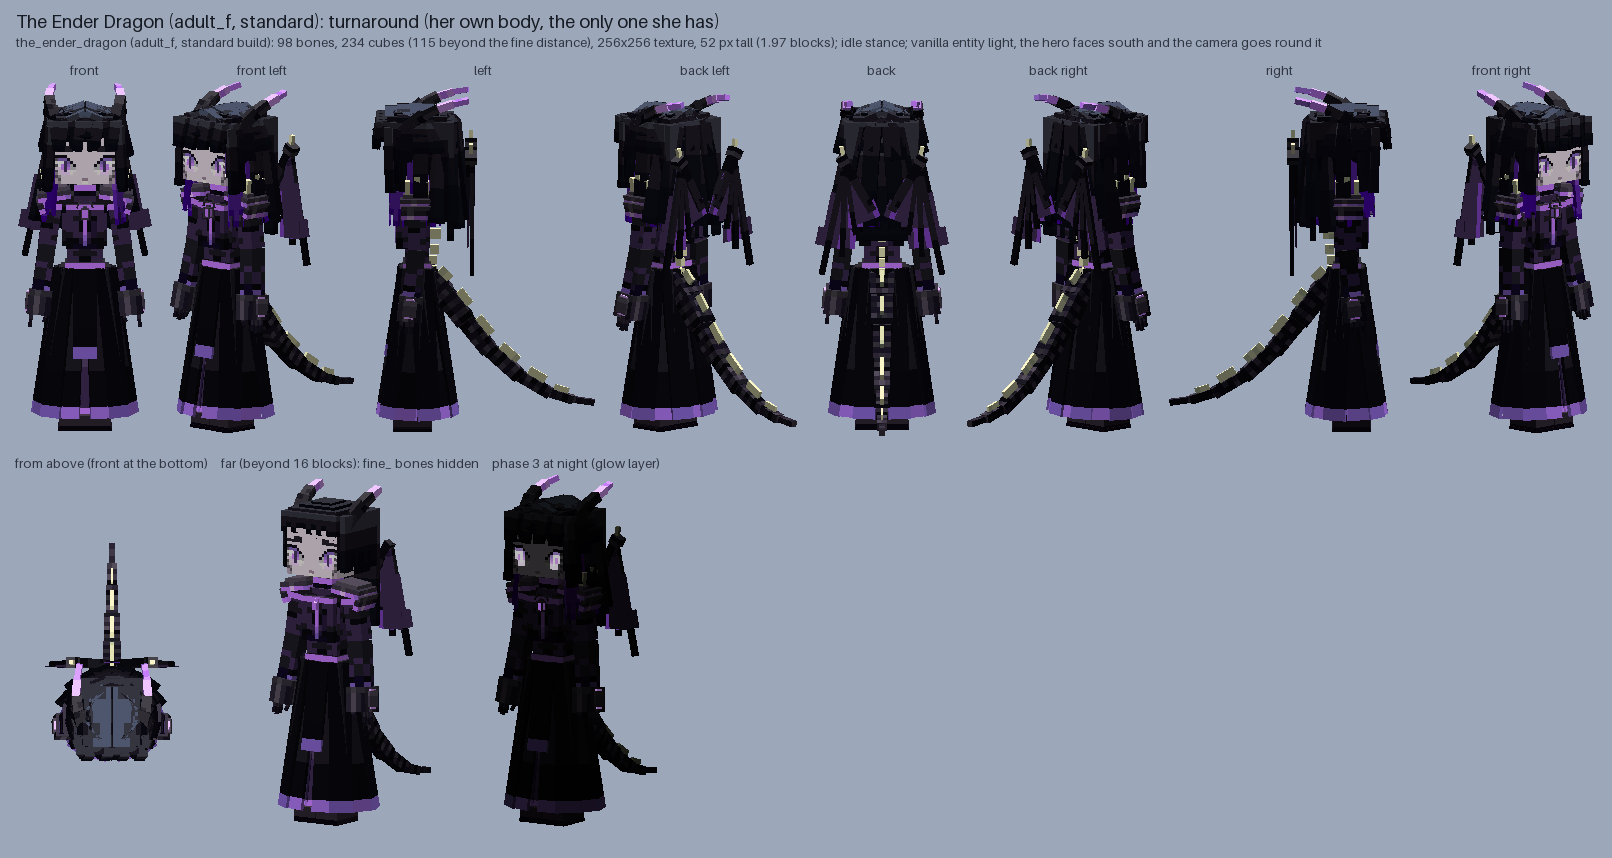 The Ender Dragon (adult_f, standard): turnaround (her own body, the only one she has)
the_ender_dragon (adult_f, standard build): 98 bones, 234 cubes (115 beyond the fine distance), 256x256 texture, 52 px tall (1.97 blocks); idle stance; vanilla entity light, the hero faces south and the camera goes round it
front front left left back left back back right right front right
from above (front at the bottom) far (beyond 16 blocks): fine_ bones hidden phase 3 at night (glow layer)